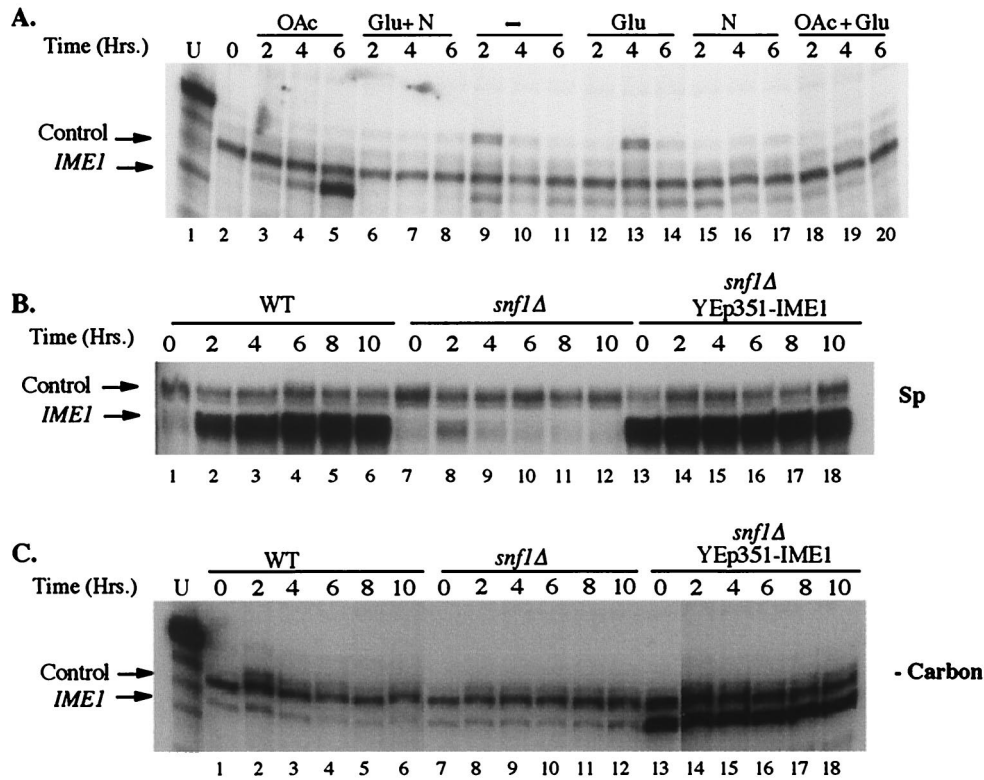 A.
OAc Glu+ N – Glu N OAc + Glu
Time (Hrs.) U 0 2 4 6 2 4 6 2 4 6 2 4 6 2 4 6 2 4 6
Control
IME1
1 2 3 4 5 6 7 8 9 10 11 12 13 14 15 16 17 18 19 20
B.
WT snf1Δ snf1Δ
YEp351-IME1
Time (Hrs.) 0 2 4 6 8 10 0 2 4 6 8 10 0 2 4 6 8 10
Control
IME1
Sp
1 2 3 4 5 6 7 8 9 10 11 12 13 14 15 16 17 18
C.
WT snf1Δ snf1Δ
YEp351-IME1
Time (Hrs.) U 0 2 4 6 8 10 0 2 4 6 8 10 0 2 4 6 8 10
Control
IME1
- Carbon
1 2 3 4 5 6 7 8 9 10 11 12 13 14 15 16 17 18